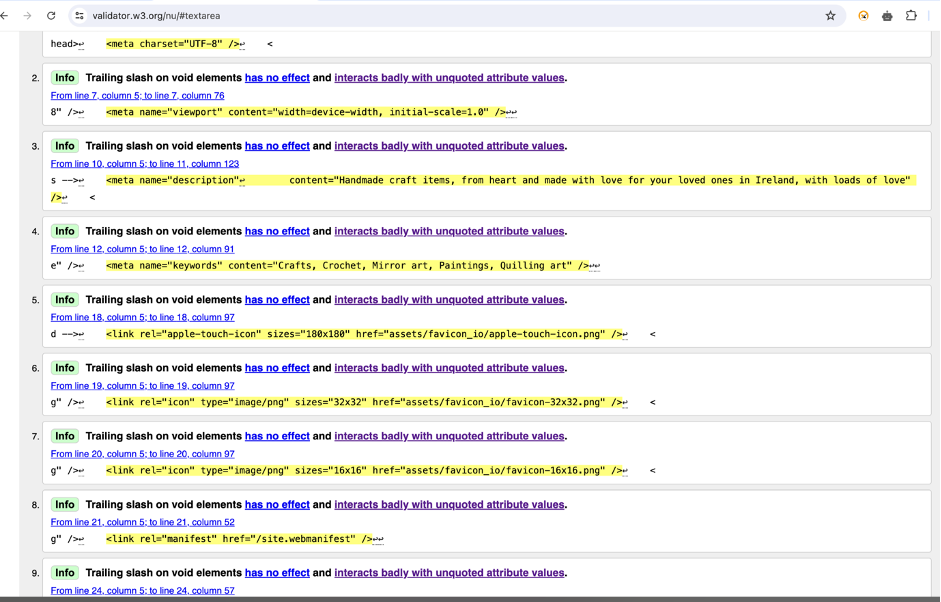 validator.w3.org/nu/#textarea
head>↩ <meta charset="UTF-8" />↩ <
2. Info Trailing slash on void elements has no effect and interacts badly with unquoted attribute values.
From line 7, column 5; to line 7, column 76
8" />↩ <meta name="viewport" content="width=device-width, initial-scale=1.0" />↩↩
3. Info Trailing slash on void elements has no effect and interacts badly with unquoted attribute values.
From line 10, column 5; to line 11, column 123
s -->↩ <meta name="description"↩ content="Handmade craft items, from heart and made with love for your loved ones in Ireland, with loads of love"
/>↩ <
4. Info Trailing slash on void elements has no effect and interacts badly with unquoted attribute values.
From line 12, column 5; to line 12, column 91
e" />↩ <meta name="keywords" content="Crafts, Crochet, Mirror art, Paintings, Quilling art" />↩↩
5. Info Trailing slash on void elements has no effect and interacts badly with unquoted attribute values.
From line 18, column 5; to line 18, column 97
d -->↩ <link rel="apple-touch-icon" sizes="180x180" href="assets/favicon_io/apple-touch-icon.png" />↩ <
6. Info Trailing slash on void elements has no effect and interacts badly with unquoted attribute values.
From line 19, column 5; to line 19, column 97
g" />↩ <link rel="icon" type="image/png" sizes="32x32" href="assets/favicon_io/favicon-32x32.png" />↩ <
7. Info Trailing slash on void elements has no effect and interacts badly with unquoted attribute values.
From line 20, column 5; to line 20, column 97
g" />↩ <link rel="icon" type="image/png" sizes="16x16" href="assets/favicon_io/favicon-16x16.png" />↩ <
8. Info Trailing slash on void elements has no effect and interacts badly with unquoted attribute values.
From line 21, column 5; to line 21, column 52
g" />↩ <link rel="manifest" href="/site.webmanifest" />↩↩
9. Info Trailing slash on void elements has no effect and interacts badly with unquoted attribute values.
From line 24, column 5; to line 24, column 57